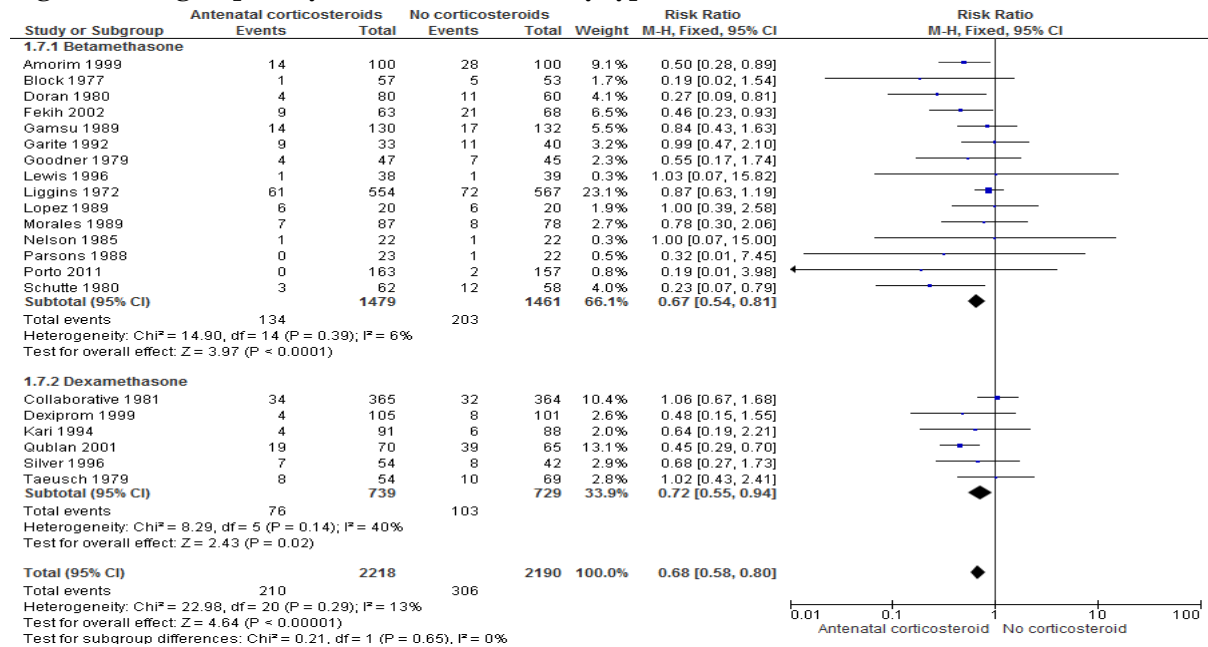 Antenatal corticosteroids No corticosteroids Risk Ratio Risk Ratio
Study or Subgroup Events Total Events Total Weight M-H, Fixed, 95% CI M-H, Fixed, 95% CI
1.7.1 Betamethasone
Amorim 1999 14 100 28 100 9.1% 0.50 [0.28, 0.89]
Block 1977 1 57 5 53 1.7% 0.19 [0.02, 1.54]
Doran 1980 4 80 11 60 4.1% 0.27 [0.09, 0.81]
Fekih 2002 9 63 21 68 6.5% 0.46 [0.23, 0.93]
Gamsu 1989 14 130 17 132 5.5% 0.84 [0.43, 1.63]
Garite 1992 9 33 11 40 3.2% 0.99 [0.47, 2.10]
Goodner 1979 4 47 7 45 2.3% 0.55 [0.17, 1.74]
Lewis 1996 1 38 1 39 0.3% 1.03 [0.07, 15.82]
Liggins 1972 61 554 72 567 23.1% 0.87 [0.63, 1.19]
Lopez 1989 6 20 6 20 1.9% 1.00 [0.39, 2.58]
Morales 1989 7 87 8 78 2.7% 0.78 [0.30, 2.06]
Nelson 1985 1 22 1 22 0.3% 1.00 [0.07, 15.00]
Parsons 1988 0 23 1 22 0.5% 0.32 [0.01, 7.45]
Porto 2011 0 163 2 157 0.8% 0.19 [0.01, 3.98]
Schutte 1980 3 62 12 58 4.0% 0.23 [0.07, 0.79]
Subtotal (95% CI) 1479 1461 66.1% 0.67 [0.54, 0.81]
Total events 134 203
Heterogeneity: Chi² = 14.90, df = 14 (P = 0.39); I² = 6%
Test for overall effect: Z = 3.97 (P < 0.0001)
1.7.2 Dexamethasone
Collaborative 1981 34 365 32 364 10.4% 1.06 [0.67, 1.68]
Dexiprom 1999 4 105 8 101 2.6% 0.48 [0.15, 1.55]
Kari 1994 4 91 6 88 2.0% 0.64 [0.19, 2.21]
Qublan 2001 19 70 39 65 13.1% 0.45 [0.29, 0.70]
Silver 1996 7 54 8 42 2.9% 0.68 [0.27, 1.73]
Taeusch 1979 8 54 10 69 2.8% 1.02 [0.43, 2.41]
Subtotal (95% CI) 739 729 33.9% 0.72 [0.55, 0.94]
Total events 76 103
Heterogeneity: Chi² = 8.29, df = 5 (P = 0.14); I² = 40%
Test for overall effect: Z = 2.43 (P = 0.02)
Total (95% CI) 2218 2190 100.0% 0.68 [0.58, 0.80]
Total events 210 306
Heterogeneity: Chi² = 22.98, df = 20 (P = 0.29); I² = 13%
Test for overall effect: Z = 4.64 (P < 0.00001)
Test for subgroup differences: Chi² = 0.21, df = 1 (P = 0.65), I² = 0%
0.01 0.1 1 10 100
Antenatal corticosteroid No corticosteroid